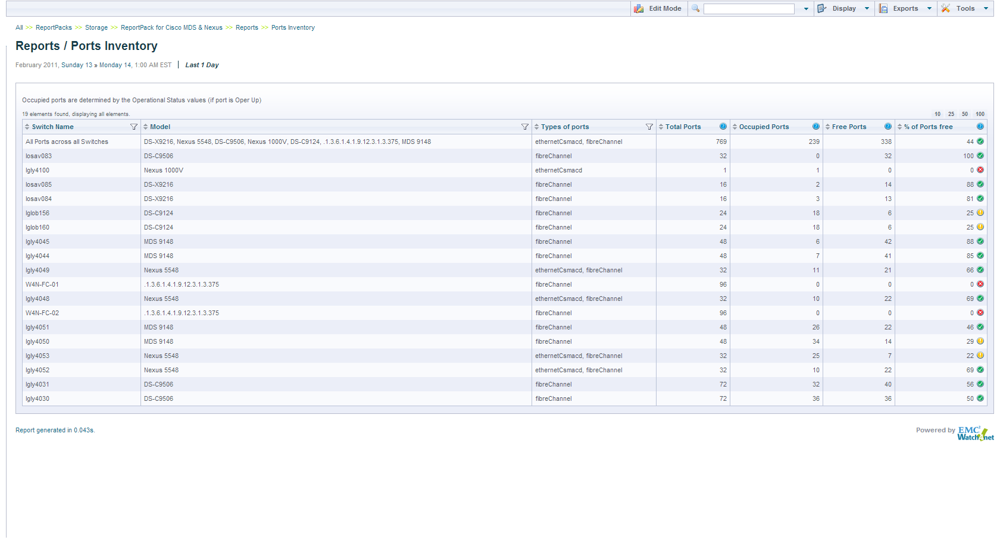 Edit Mode Display Exports Tools
All >> ReportPacks >> Storage >> ReportPack for Cisco MDS & Nexus >> Reports >> Ports Inventory
Reports / Ports Inventory
February 2011, Sunday 13 » Monday 14, 1:00 AM EST | Last 1 Day
Occupied ports are determined by the Operational Status values (if port is Oper Up)
19 elements found, displaying all elements. 10 25 50 100
Switch Name Model Types of ports Total Ports Occupied Ports Free Ports % of Ports free
All Ports across all Switches DS-X9216, Nexus 5548, DS-C9506, Nexus 1000V, DS-C9124, .1.3.6.1.4.1.9.12.3.1.3.375, MDS 9148 ethernetCsmacd, fibreChannel 769 239 338 44
losav083 DS-C9506 fibreChannel 32 0 32 100
lgly4100 Nexus 1000V ethernetCsmacd 1 1 0 0
losav085 DS-X9216 fibreChannel 16 2 14 88
losav084 DS-X9216 fibreChannel 16 3 13 81
lglob156 DS-C9124 fibreChannel 24 18 6 25
lglob160 DS-C9124 fibreChannel 24 18 6 25
lgly4045 MDS 9148 fibreChannel 48 6 42 88
lgly4044 MDS 9148 fibreChannel 48 7 41 85
lgly4049 Nexus 5548 ethernetCsmacd, fibreChannel 32 11 21 66
W4N-FC-01 .1.3.6.1.4.1.9.12.3.1.3.375 fibreChannel 96 0 0 0
lgly4048 Nexus 5548 ethernetCsmacd, fibreChannel 32 10 22 69
W4N-FC-02 .1.3.6.1.4.1.9.12.3.1.3.375 fibreChannel 96 0 0 0
lgly4051 MDS 9148 fibreChannel 48 26 22 46
lgly4050 MDS 9148 fibreChannel 48 34 14 29
lgly4053 Nexus 5548 ethernetCsmacd, fibreChannel 32 25 7 22
lgly4052 Nexus 5548 ethernetCsmacd, fibreChannel 32 10 22 69
lgly4031 DS-C9506 fibreChannel 72 32 40 56
lgly4030 DS-C9506 fibreChannel 72 36 36 50
Report generated in 0.043s. Powered by EMC²
Watch4net